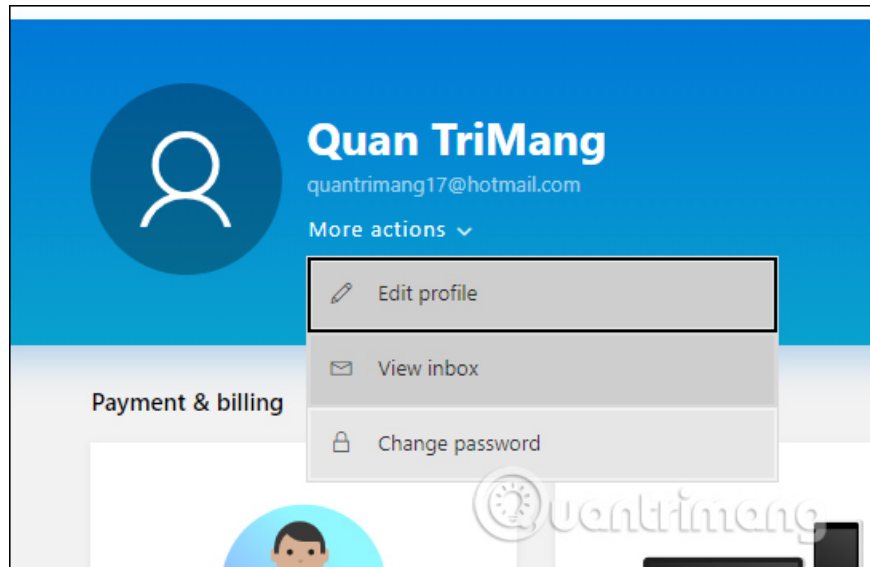 Quan TriMang
quantrimang17@hotmail.com
More actions
Edit profile
View inbox
Payment & billing
Change password
Quantrimang